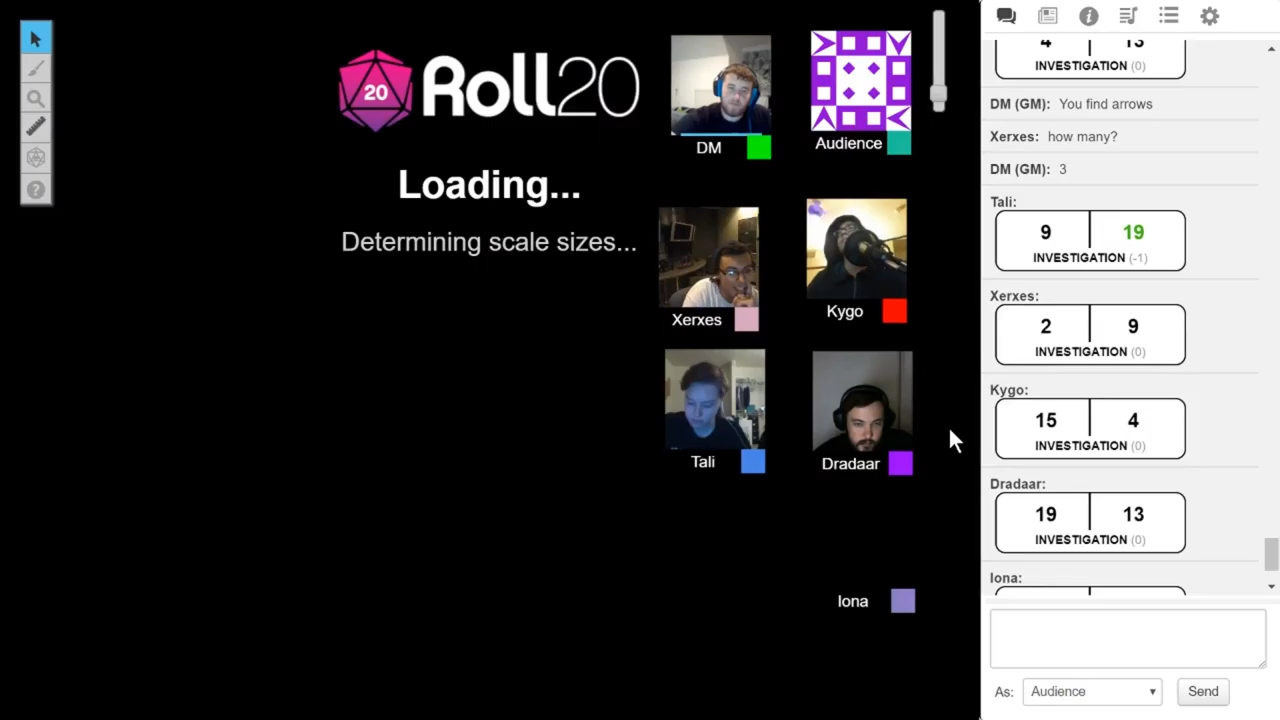 20
Roll20
Loading...
Determining scale sizes...
DM
Audience
Xerxes
Kygo
Tali
Dradaar
Iona
4 13
INVESTIGATION (0)
DM (GM): You find arrows
Xerxes: how many?
DM (GM): 3
Tali:
9 19
INVESTIGATION (-1)
Xerxes:
2 9
INVESTIGATION (0)
Kygo:
15 4
INVESTIGATION (0)
Dradaar:
19 13
INVESTIGATION (0)
Iona:
As: Audience Send